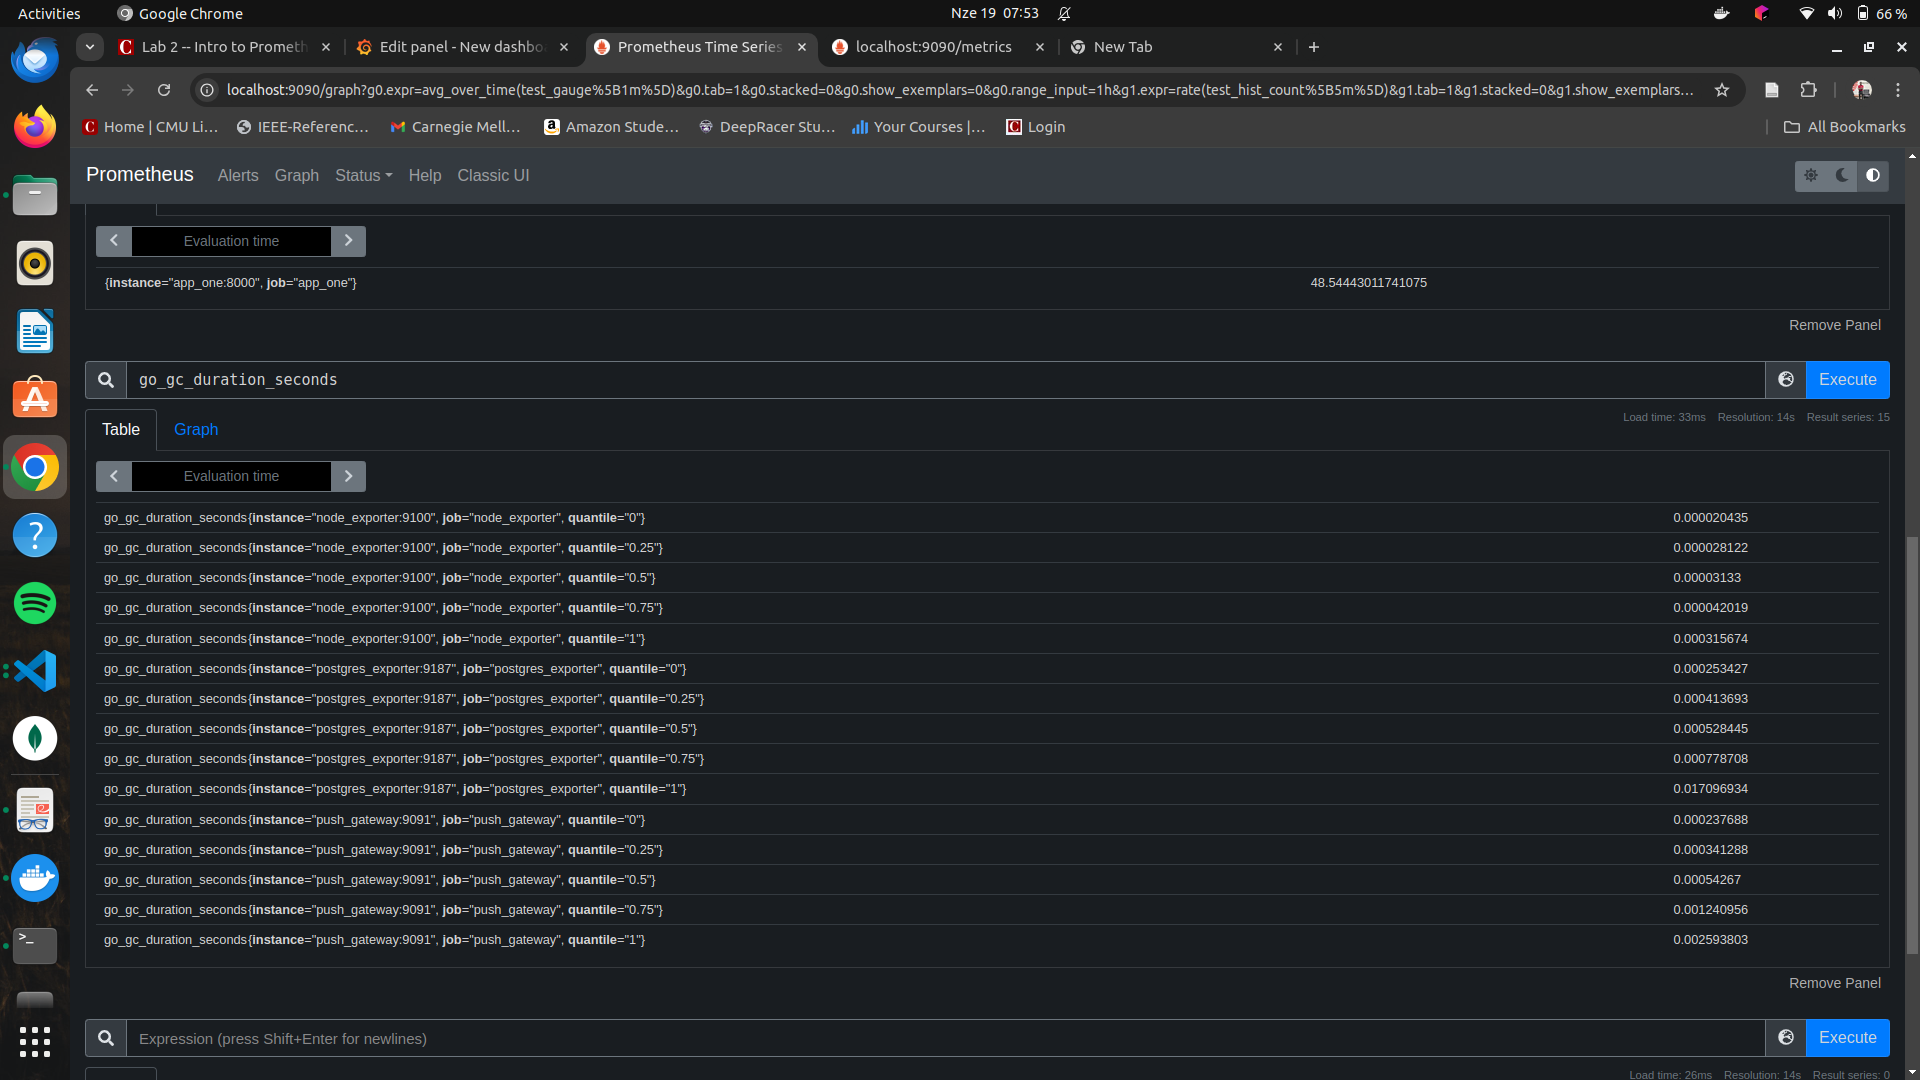 Activities Google Chrome Nze 19 07:53 66 %
Lab 2 -- Intro to Prometh Edit panel - New dashbo Prometheus Time Series localhost:9090/metrics New Tab
localhost:9090/graph?g0.expr=avg_over_time(test_gauge%5B1m%5D)&g0.tab=1&g0.stacked=0&g0.show_exemplars=0&g0.range_input=1h&g1.expr=rate(test_hist_count%5B5m%5D)&g1.tab=1&g1.stacked=0&g1.show_exemplars...
Home | CMU Li... IEEE-Referenc... Carnegie Mell... Amazon Stude... DeepRacer Stu... Your Courses |... Login All Bookmarks
Prometheus Alerts Graph Status Help Classic UI
Evaluation time
{instance="app_one:8000", job="app_one"} 48.54443011741075
Remove Panel
go_gc_duration_seconds Execute
Table Graph Load time: 33ms Resolution: 14s Result series: 15
Evaluation time
go_gc_duration_seconds{instance="node_exporter:9100", job="node_exporter", quantile="0"} 0.000020435
go_gc_duration_seconds{instance="node_exporter:9100", job="node_exporter", quantile="0.25"} 0.000028122
go_gc_duration_seconds{instance="node_exporter:9100", job="node_exporter", quantile="0.5"} 0.00003133
go_gc_duration_seconds{instance="node_exporter:9100", job="node_exporter", quantile="0.75"} 0.000042019
go_gc_duration_seconds{instance="node_exporter:9100", job="node_exporter", quantile="1"} 0.000315674
go_gc_duration_seconds{instance="postgres_exporter:9187", job="postgres_exporter", quantile="0"} 0.000253427
go_gc_duration_seconds{instance="postgres_exporter:9187", job="postgres_exporter", quantile="0.25"} 0.000413693
go_gc_duration_seconds{instance="postgres_exporter:9187", job="postgres_exporter", quantile="0.5"} 0.000528445
go_gc_duration_seconds{instance="postgres_exporter:9187", job="postgres_exporter", quantile="0.75"} 0.000778708
go_gc_duration_seconds{instance="postgres_exporter:9187", job="postgres_exporter", quantile="1"} 0.017096934
go_gc_duration_seconds{instance="push_gateway:9091", job="push_gateway", quantile="0"} 0.000237688
go_gc_duration_seconds{instance="push_gateway:9091", job="push_gateway", quantile="0.25"} 0.000341288
go_gc_duration_seconds{instance="push_gateway:9091", job="push_gateway", quantile="0.5"} 0.00054267
go_gc_duration_seconds{instance="push_gateway:9091", job="push_gateway", quantile="0.75"} 0.001240956
go_gc_duration_seconds{instance="push_gateway:9091", job="push_gateway", quantile="1"} 0.002593803
Remove Panel
Expression (press Shift+Enter for newlines) Execute
Load time: 26ms Resolution: 14s Result series: 0